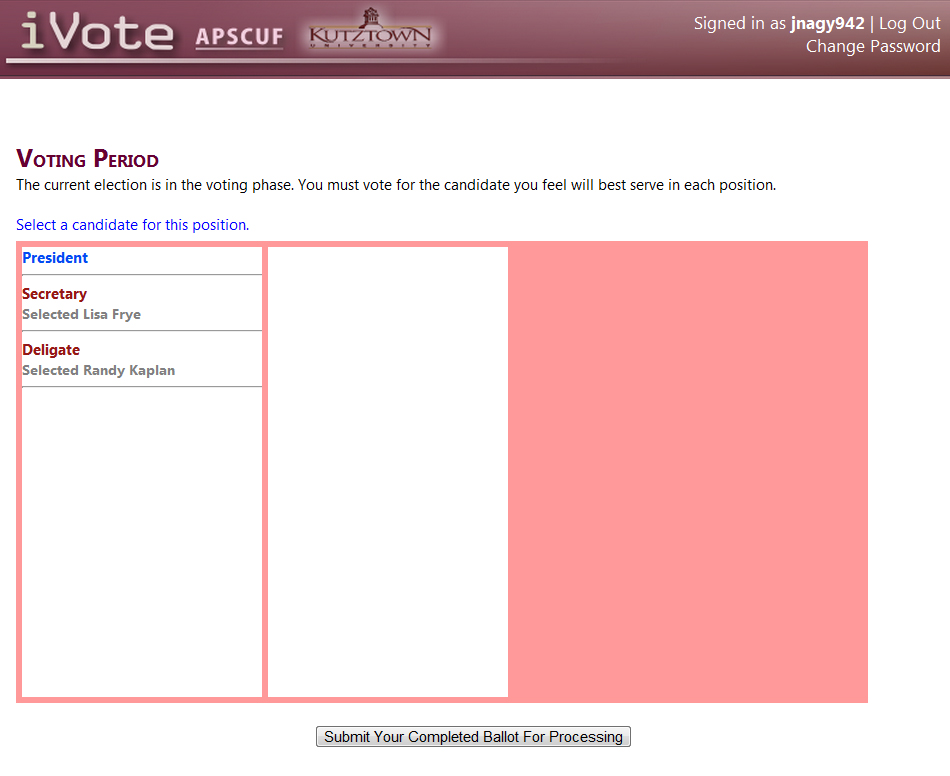 iVote APSCUF KUTZTOWN
UNIVERSITY
Signed in as jnagy942 | Log Out
Change Password
Voting Period
The current election is in the voting phase. You must vote for the candidate you feel will best serve in each position.
Select a candidate for this position.
President
Secretary
Selected Lisa Frye
Deligate
Selected Randy Kaplan
Submit Your Completed Ballot For Processing